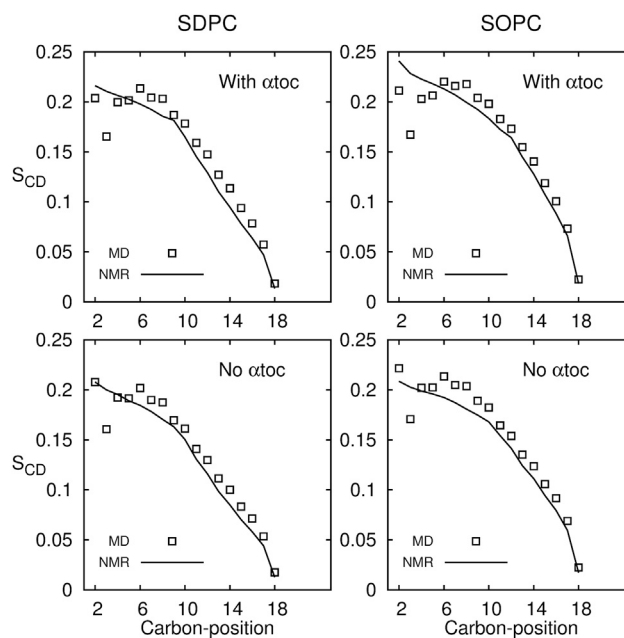 SDPC SOPC
0.25
0.2
0.15
S_CD
0.1
0.05
0
With αtoc
MD
NMR
2 6 10 14 18
0.25
0.2
0.15
0.1
0.05
0
With αtoc
MD
NMR
2 6 10 14 18
0.25
0.2
0.15
S_CD
0.1
0.05
0
No αtoc
MD
NMR
2 6 10 14 18
Carbon-position
0.25
0.2
0.15
0.1
0.05
0
No αtoc
MD
NMR
2 6 10 14 18
Carbon-position